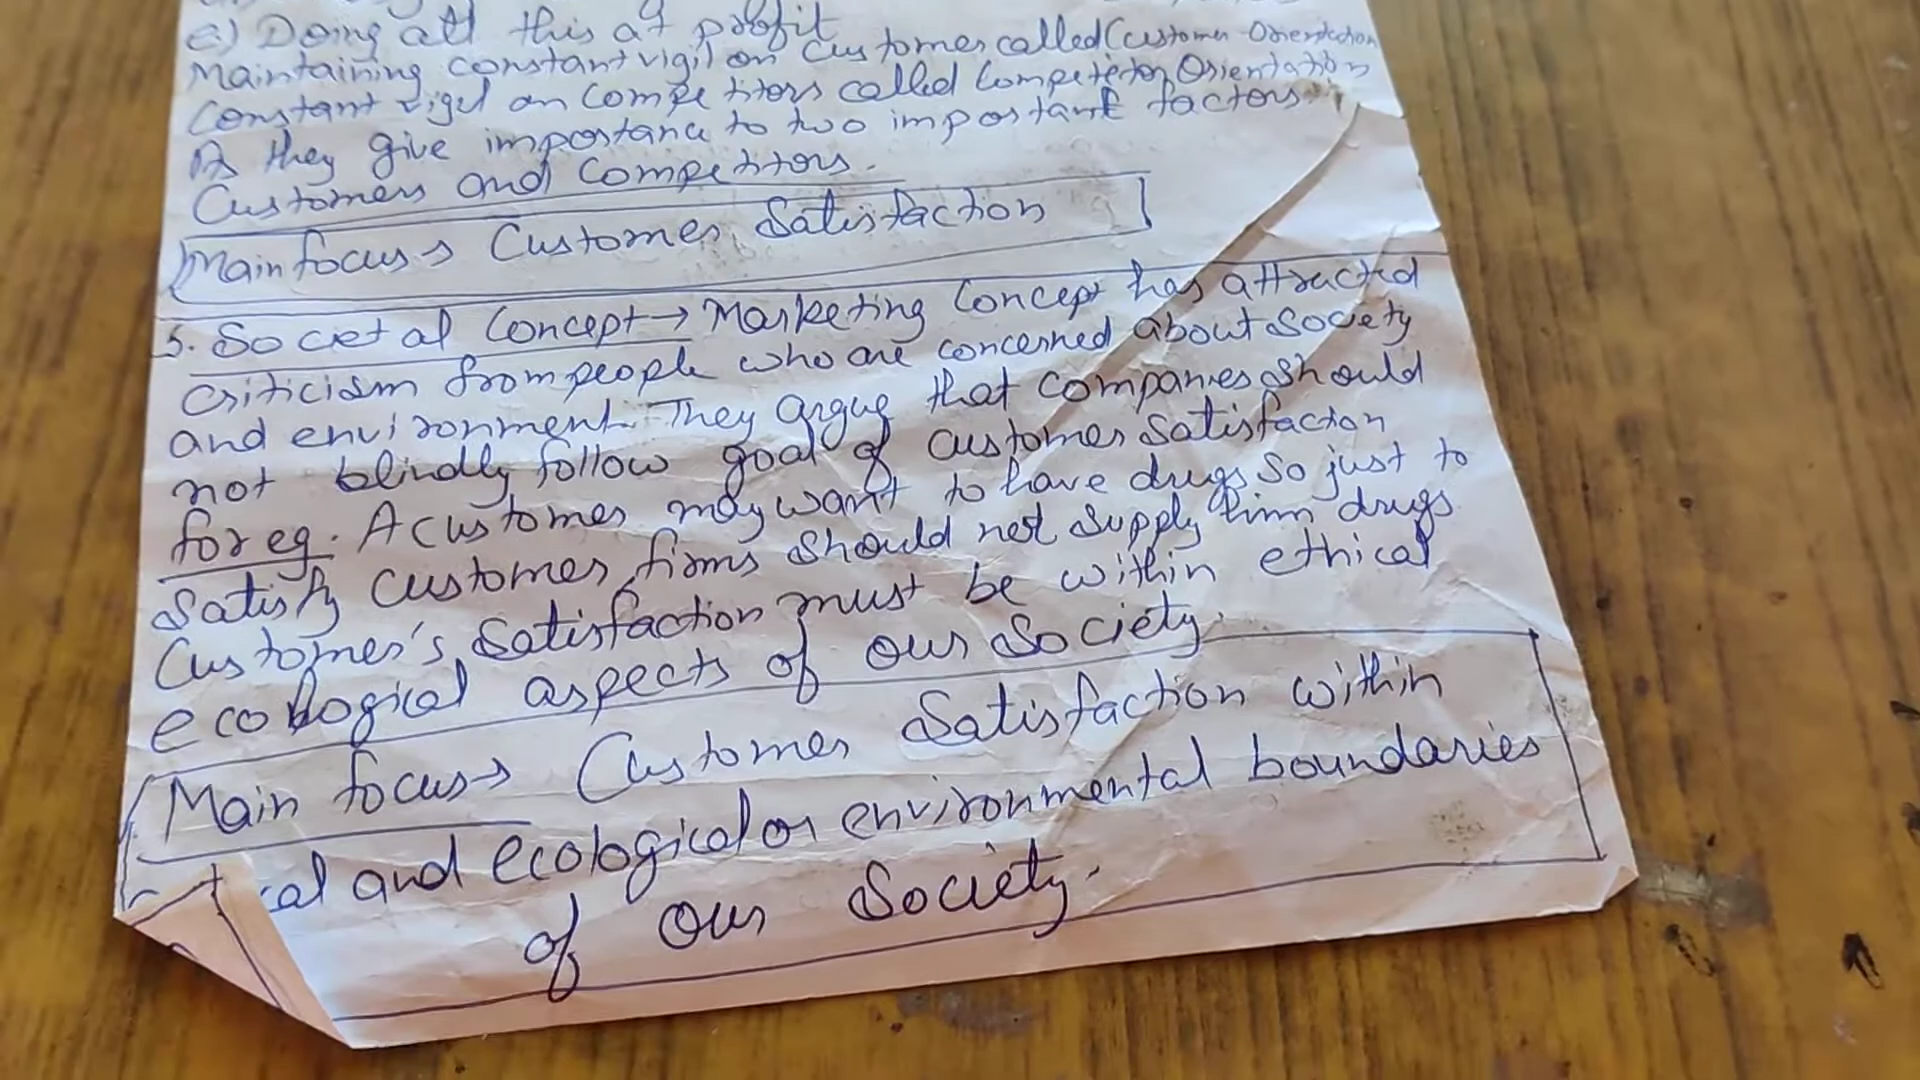 e.) Doing all this at profit
Maintaining constant vigil on customer called Customer Orientation
Constant vigel on competitors called Competetor Orientation
As they give importance to two important factors
Customers and Competitors.
Main focus → Customer Satisfaction
5. Societal Concept → Marketing Concept has attracted
criticism from people who are concerned about society
and environment. They argue that companies should
not blindly follow goal of customer satisfacton
for eg. A customer may want to have drugs so just to
satisfy customer, firms should not supply him drugs
Customer's satisfaction must be within ethical
ecological aspects of our society.
Main focus → Customer Satisfaction within
cal and ecological or environmental boundaries
of our Society.